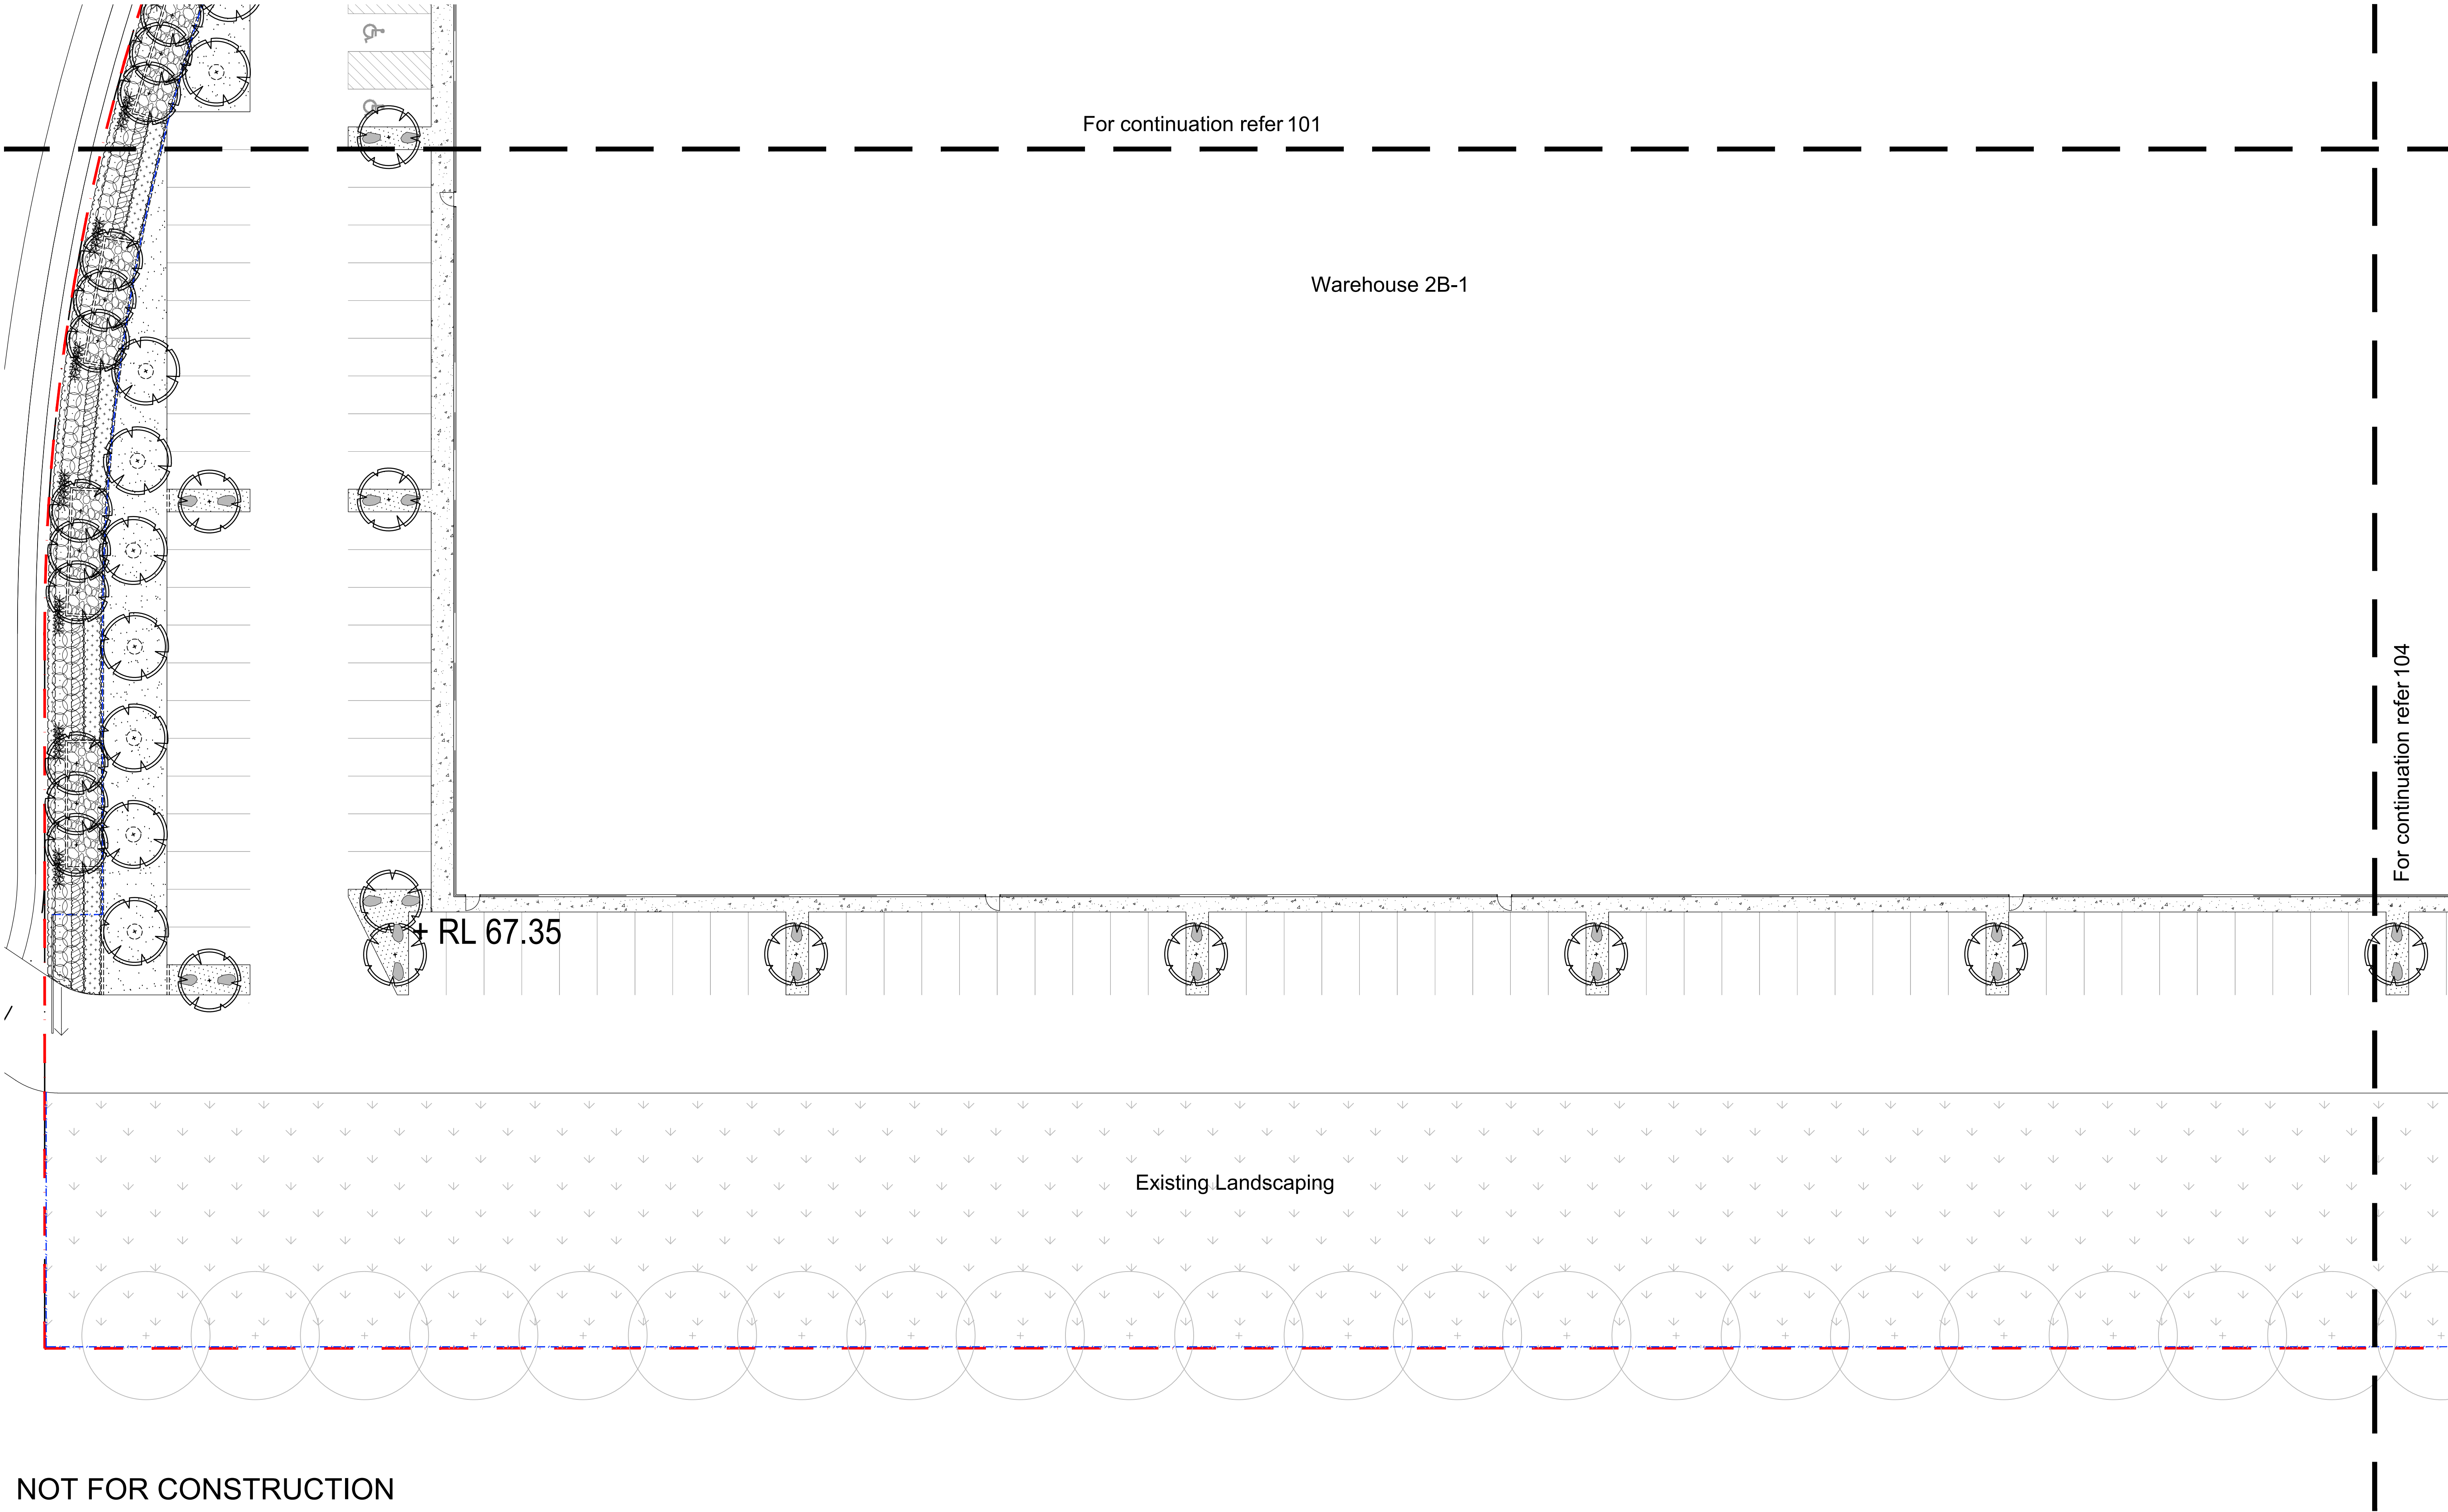 For continuation refer 101
Warehouse 2B-1
For continuation refer 104
+ RL 67.35
Existing Landscaping
NOT FOR CONSTRUCTION